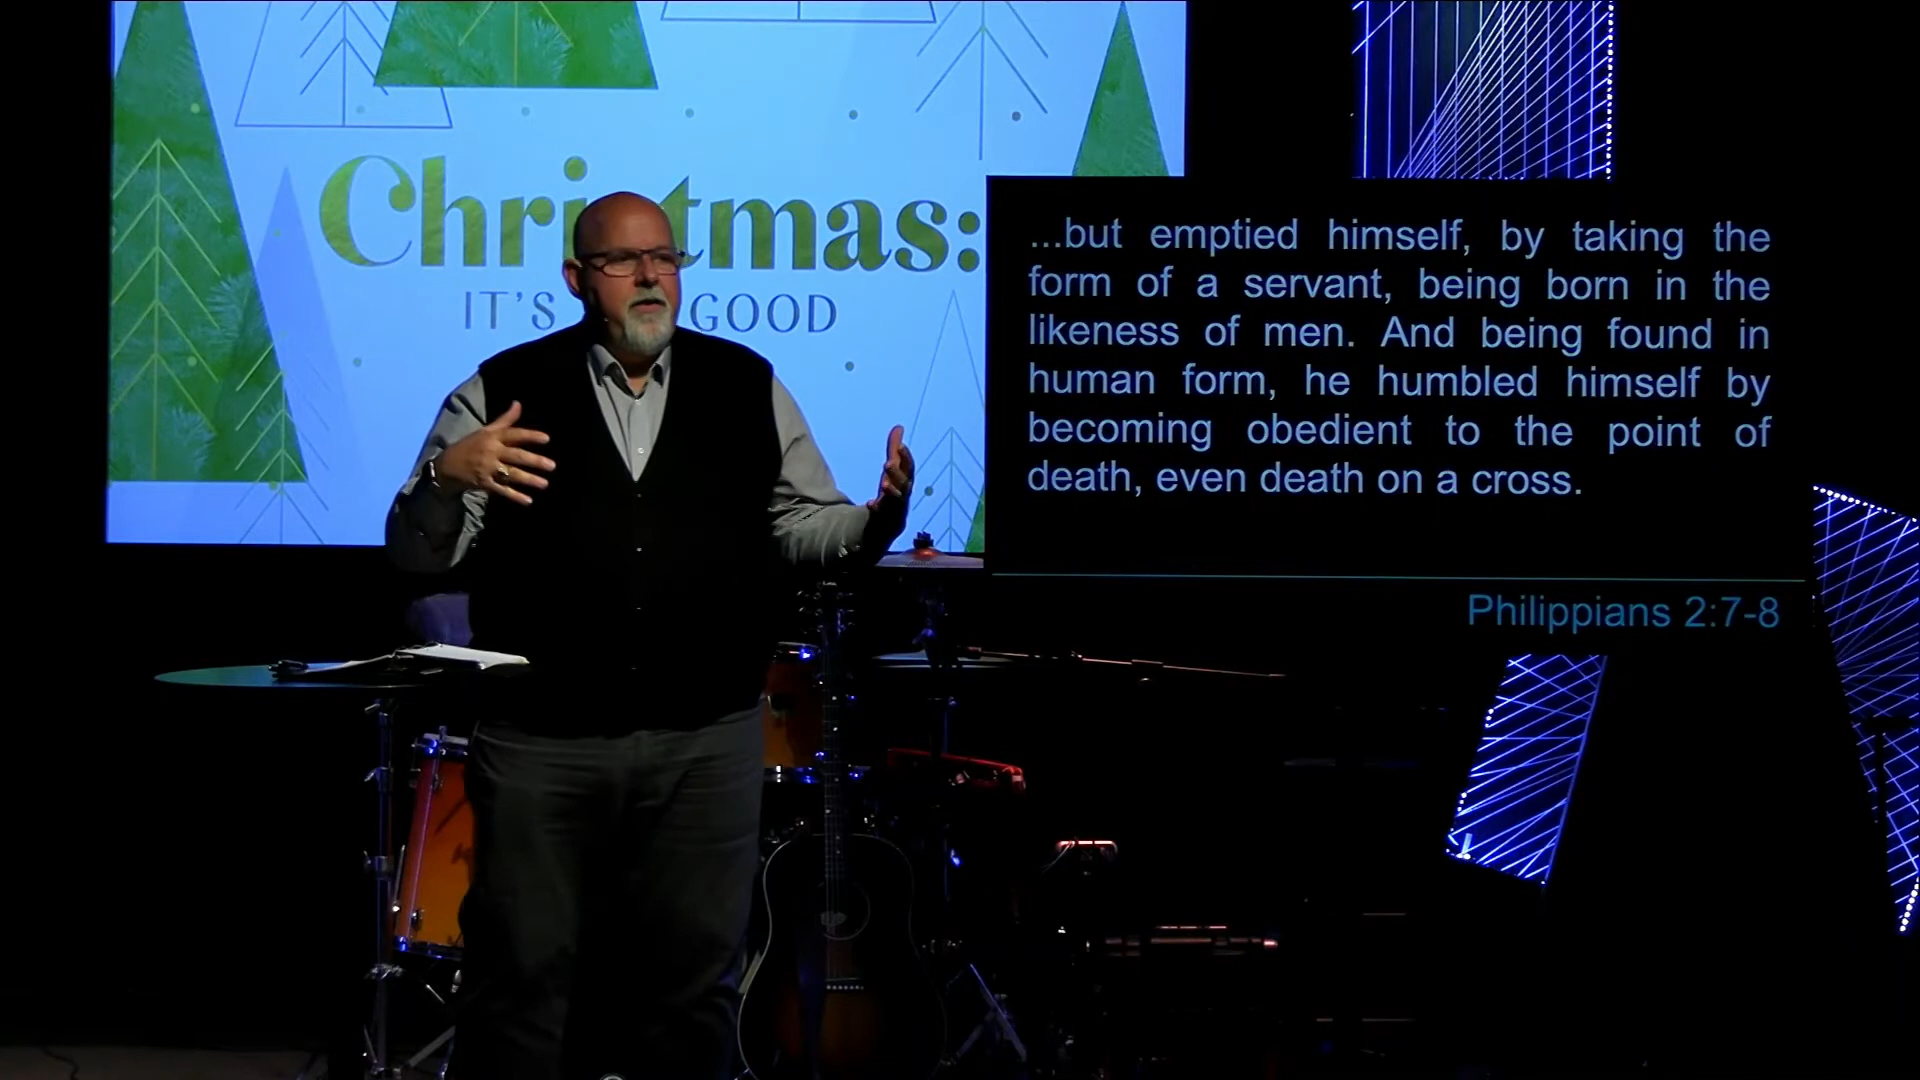 Chri tmas:
IT'S GOOD
...but emptied himself, by taking the
form of a servant, being born in the
likeness of men. And being found in
human form, he humbled himself by
becoming obedient to the point of
death, even death on a cross.
Philippians 2:7-8